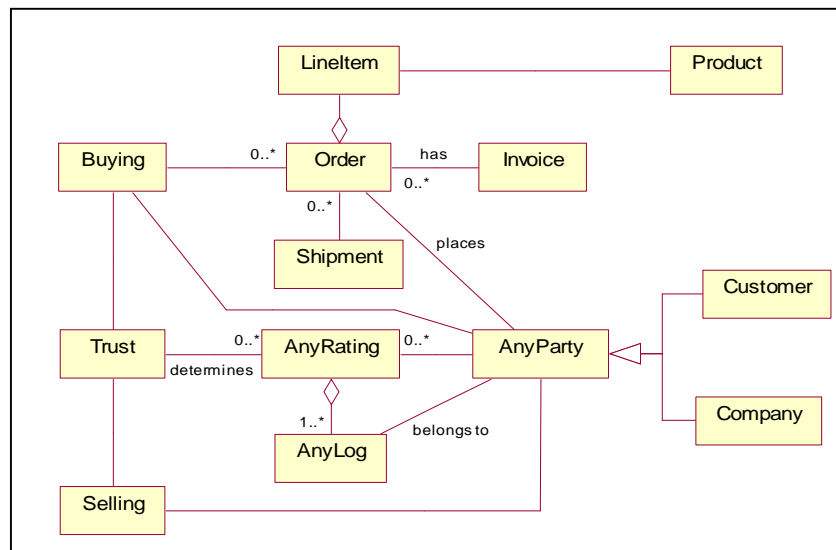 LineItem
Product
Buying
0..*
Order
has
0..*
Invoice
0..*
places
Shipment
Customer
Trust
0..*
determines
AnyRating
0..*
AnyParty
1..*
belongs to
AnyLog
Company
Selling